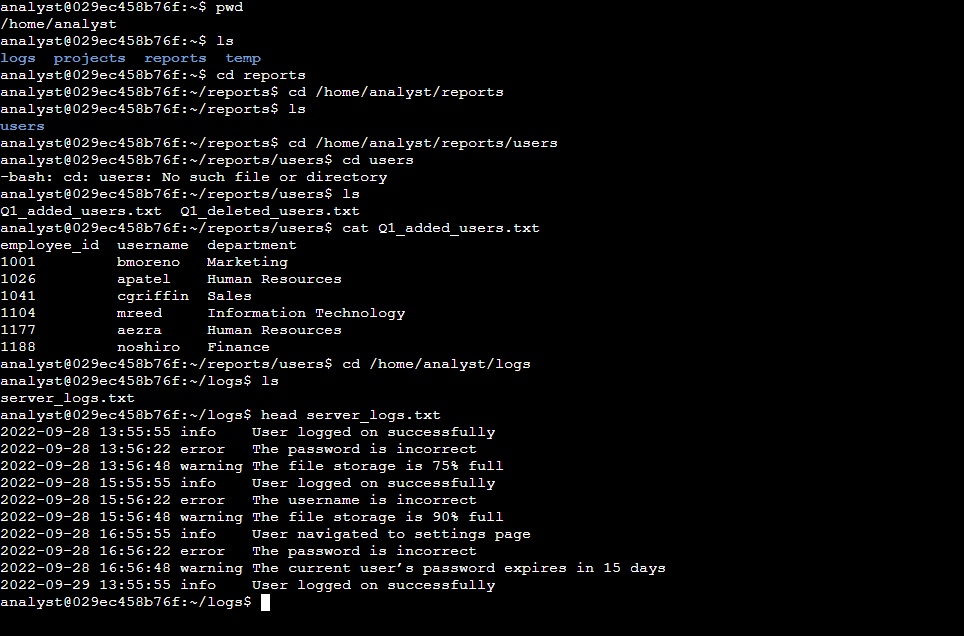 analyst@029ec458b76f:~$ pwd
/home/analyst
analyst@029ec458b76f:~$ ls
logs  projects  reports  temp
analyst@029ec458b76f:~$ cd reports
analyst@029ec458b76f:~/reports$ cd /home/analyst/reports
analyst@029ec458b76f:~/reports$ ls
users
analyst@029ec458b76f:~/reports$ cd /home/analyst/reports/users
analyst@029ec458b76f:~/reports/users$ cd users
-bash: cd: users: No such file or directory
analyst@029ec458b76f:~/reports/users$ ls
Q1_added_users.txt  Q1_deleted_users.txt
analyst@029ec458b76f:~/reports/users$ cat Q1_added_users.txt
employee_id  username  department
1001         bmoreno   Marketing
1026         apatel    Human Resources
1041         cgriffin  Sales
1104         mreed     Information Technology
1177         aezra     Human Resources
1188         noshiro   Finance
analyst@029ec458b76f:~/reports/users$ cd /home/analyst/logs
analyst@029ec458b76f:~/logs$ ls
server_logs.txt
analyst@029ec458b76f:~/logs$ head server_logs.txt
2022-09-28 13:55:55 info    User logged on successfully
2022-09-28 13:56:22 error   The password is incorrect
2022-09-28 13:56:48 warning The file storage is 75% full
2022-09-28 15:55:55 info    User logged on successfully
2022-09-28 15:56:22 error   The username is incorrect
2022-09-28 15:56:48 warning The file storage is 90% full
2022-09-28 16:55:55 info    User navigated to settings page
2022-09-28 16:56:22 error   The password is incorrect
2022-09-28 16:56:48 warning The current user’s password expires in 15 days
2022-09-29 13:55:55 info    User logged on successfully
analyst@029ec458b76f:~/logs$